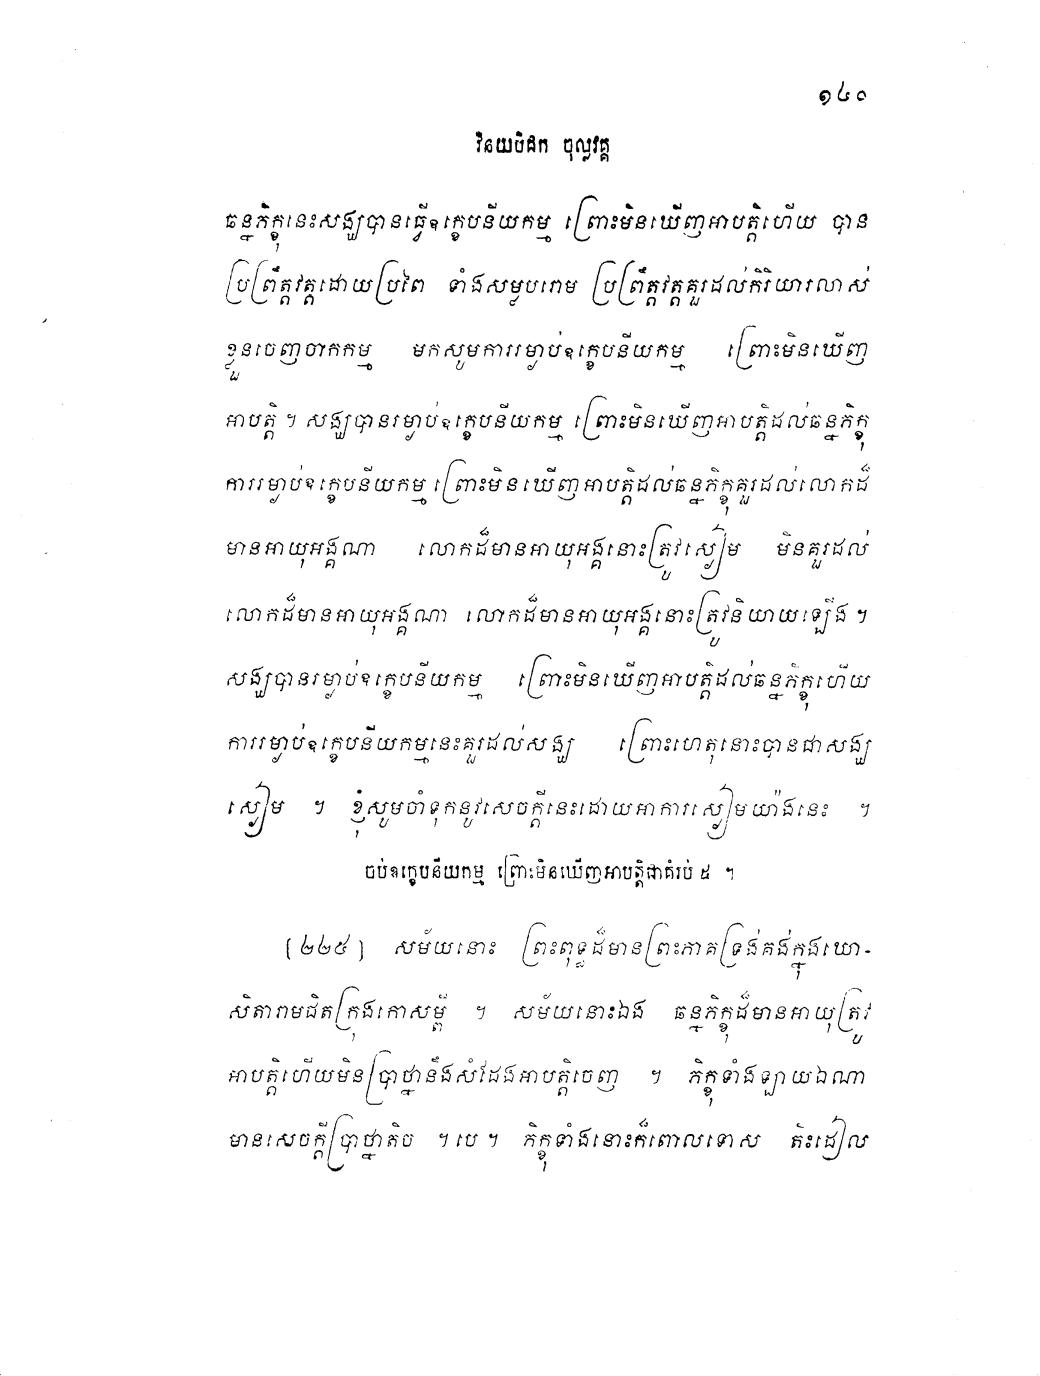 ១៤០
វិនយបិដក ចុល្លវគ្គ
ឆន្នភិក្ខុនេះសង្ឃបានធ្វើឧក្ខេបនីយកម្ម ព្រោះមិនឃើញអាបត្តិហើយ បាន
ប្រព្រឹត្តវត្តដោយប្រពៃ ទាំងសម្លុបរោម ប្រព្រឹត្តវត្តគួរដល់កិរិយារលាស់
ខ្លួនចេញចាកកម្ម មកសូមការរម្ងាប់ឧក្ខេបនីយកម្ម ព្រោះមិនឃើញ
អាបត្តិ ។ សង្ឃបានរម្ងាប់ឧក្ខេបនីយកម្ម ព្រោះមិនឃើញអាបត្តិដល់ឆន្នភិក្ខុ
ការរម្ងាប់ឧក្ខេបនីយកម្ម ព្រោះមិនឃើញអាបត្តិដល់ឆន្នភិក្ខុគួរដល់លោកដ៏
មានអាយុអង្គណា លោកដ៏មានអាយុអង្គនោះត្រូវស្ងៀម មិនគួរដល់
លោកដ៏មានអាយុអង្គណា លោកដ៏មានអាយុអង្គនោះត្រូវនិយាយឡើង ។
សង្ឃបានរម្ងាប់ឧក្ខេបនីយកម្ម ព្រោះមិនឃើញអាបត្តិដល់ឆន្នភិក្ខុហើយ
ការរម្ងាប់ឧក្ខេបនីយកម្មនេះគួរដល់សង្ឃ ព្រោះហេតុនោះបានជាសង្ឃ
ស្ងៀម ។ ខ្ញុំសូមចាំទុកនូវសេចក្តីនេះដោយអាការស្ងៀមយ៉ាងនេះ ។
ចប់ឧក្ខេបនីយកម្ម ព្រោះមិនឃើញអាបត្តិជាគំរប់ ៥ ។
[២២៥] សម័យនោះ ព្រះពុទ្ធដ៏មានព្រះភាគទ្រង់គង់ក្នុងឃោ-
សិតារាមជិតក្រុងកោសម្ពី ។ សម័យនោះឯង ឆន្នភិក្ខុដ៏មានអាយុត្រូវ
អាបត្តិហើយមិនប្រាថ្នានឹងសំដែងអាបត្តិចេញ ។ ភិក្ខុទាំងឡាយឯណា
មានសេចក្តីប្រាថ្នាតិច ។ បេ ។ ភិក្ខុទាំងនោះក៏ពោលទោស តិះដៀល